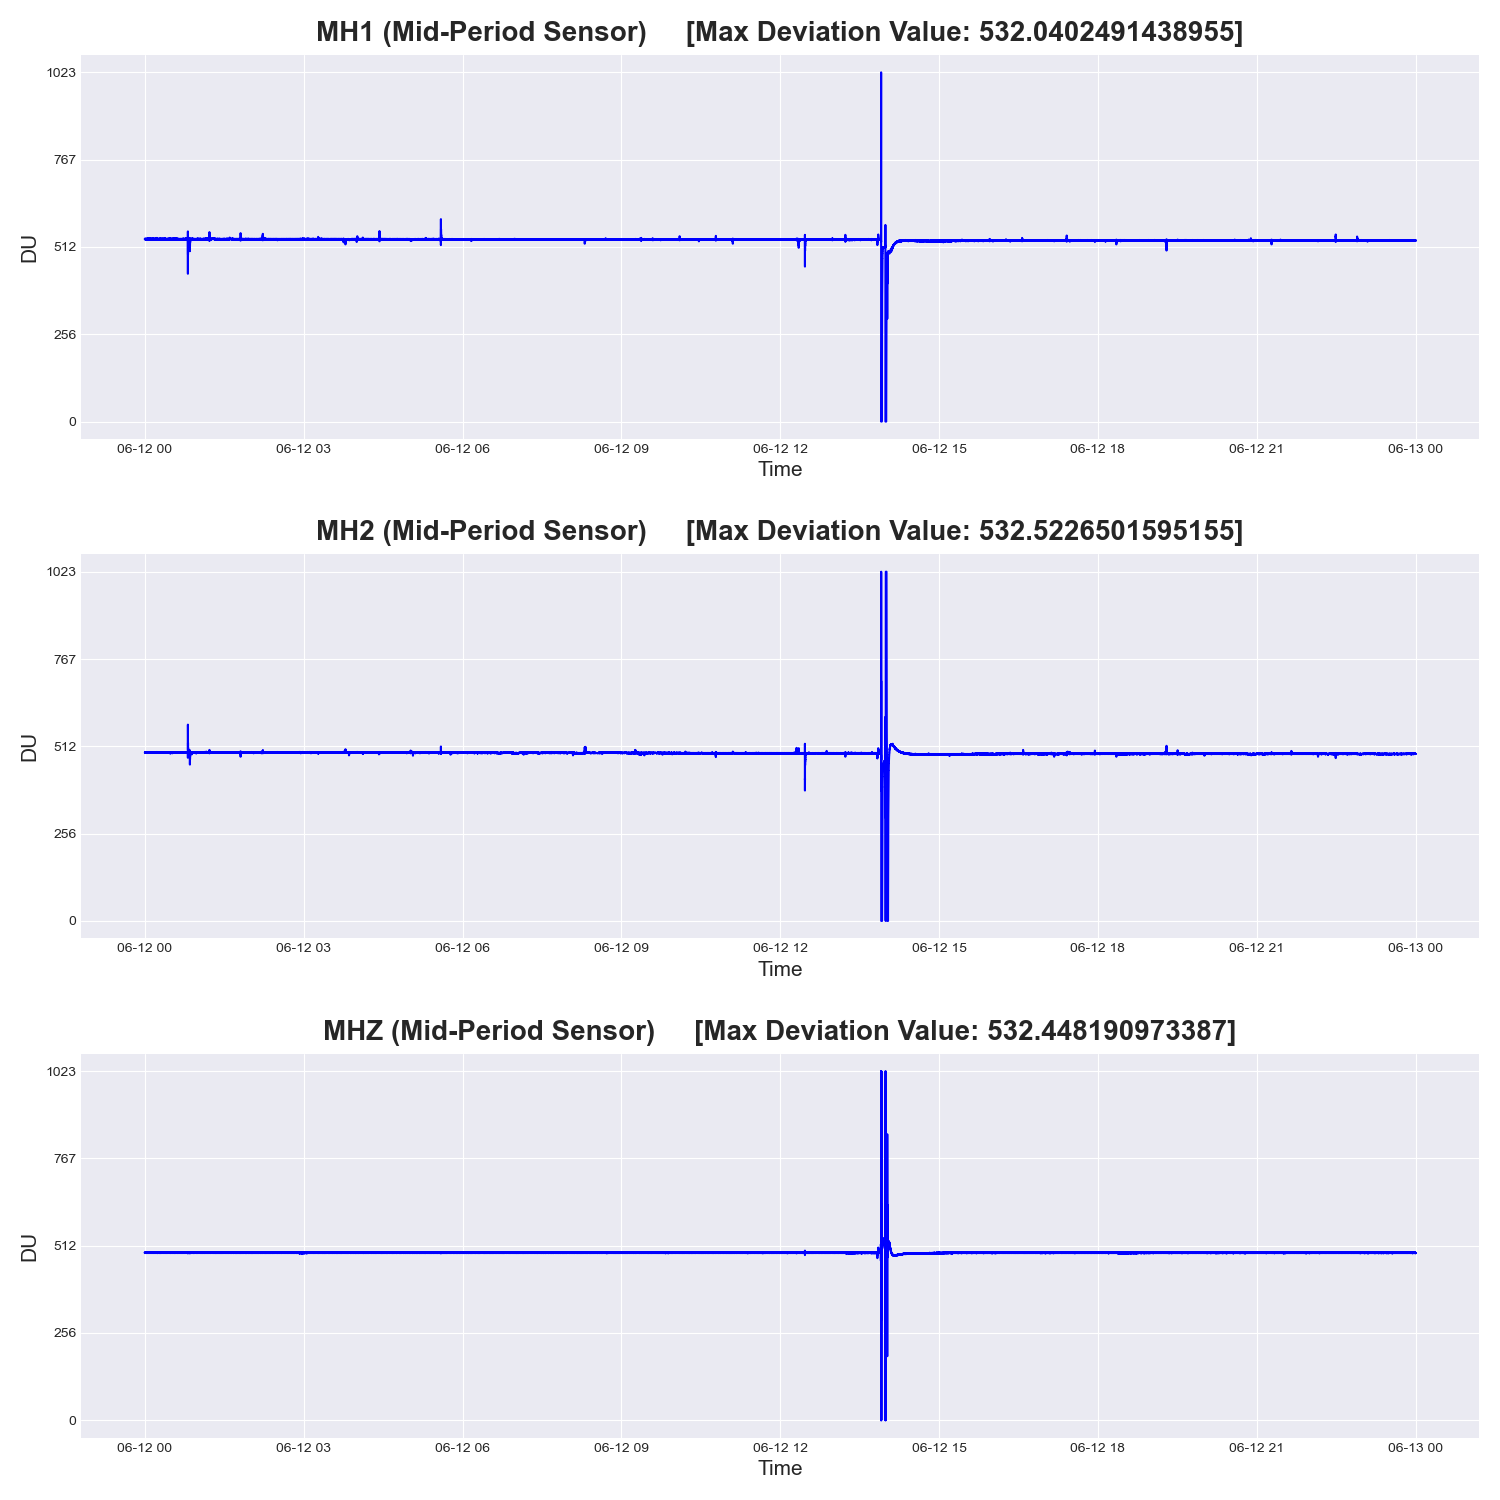 MH1 (Mid-Period Sensor) [Max Deviation Value: 532.0402491438955]
1023
767
512
256
0
DU
06-12 00 06-12 03 06-12 06 06-12 09 06-12 12 06-12 15 06-12 18 06-12 21 06-13 00
Time
MH2 (Mid-Period Sensor) [Max Deviation Value: 532.5226501595155]
1023
767
512
256
0
DU
06-12 00 06-12 03 06-12 06 06-12 09 06-12 12 06-12 15 06-12 18 06-12 21 06-13 00
Time
MHZ (Mid-Period Sensor) [Max Deviation Value: 532.448190973387]
1023
767
512
256
0
DU
06-12 00 06-12 03 06-12 06 06-12 09 06-12 12 06-12 15 06-12 18 06-12 21 06-13 00
Time